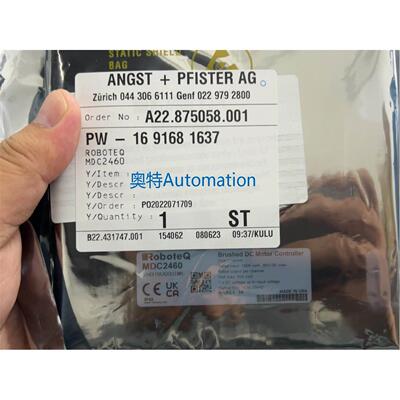 STATIC SHIELD
BAG
ANGST + PFISTER AG
Zürich 044 306 6111 Genf 022 979 2800
Order No : A22.875058.001
PW - 16 9168 1637
ROBOTEQ
MDC2460
Y/Item :
Y/Descr :
Y/Descr :
Y/Order : PO2022071709
Y/Quantity : 1 ST
B22.431747.001 154062 080623 09:37/KULU
奥特Automation
RoboteQ
MDC2460
Brushed DC Motor Controller
MADE IN USA